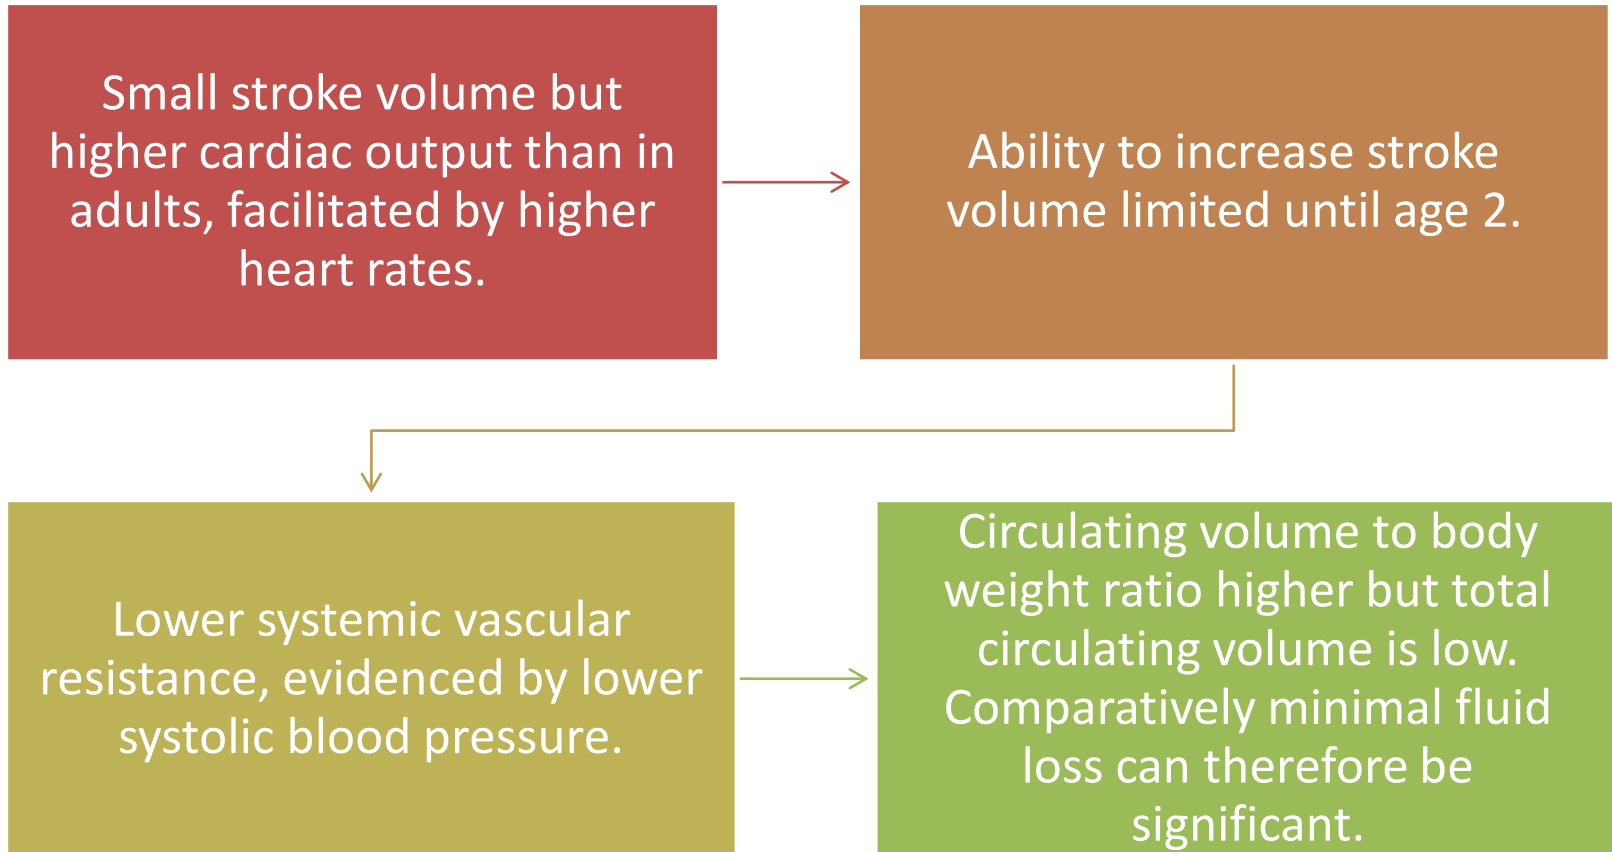 Small stroke volume but
higher cardiac output than in
adults, facilitated by higher
heart rates.
Ability to increase stroke
volume limited until age 2.
Lower systemic vascular
resistance, evidenced by lower
systolic blood pressure.
Circulating volume to body
weight ratio higher but total
circulating volume is low.
Comparatively minimal fluid
loss can therefore be
significant.